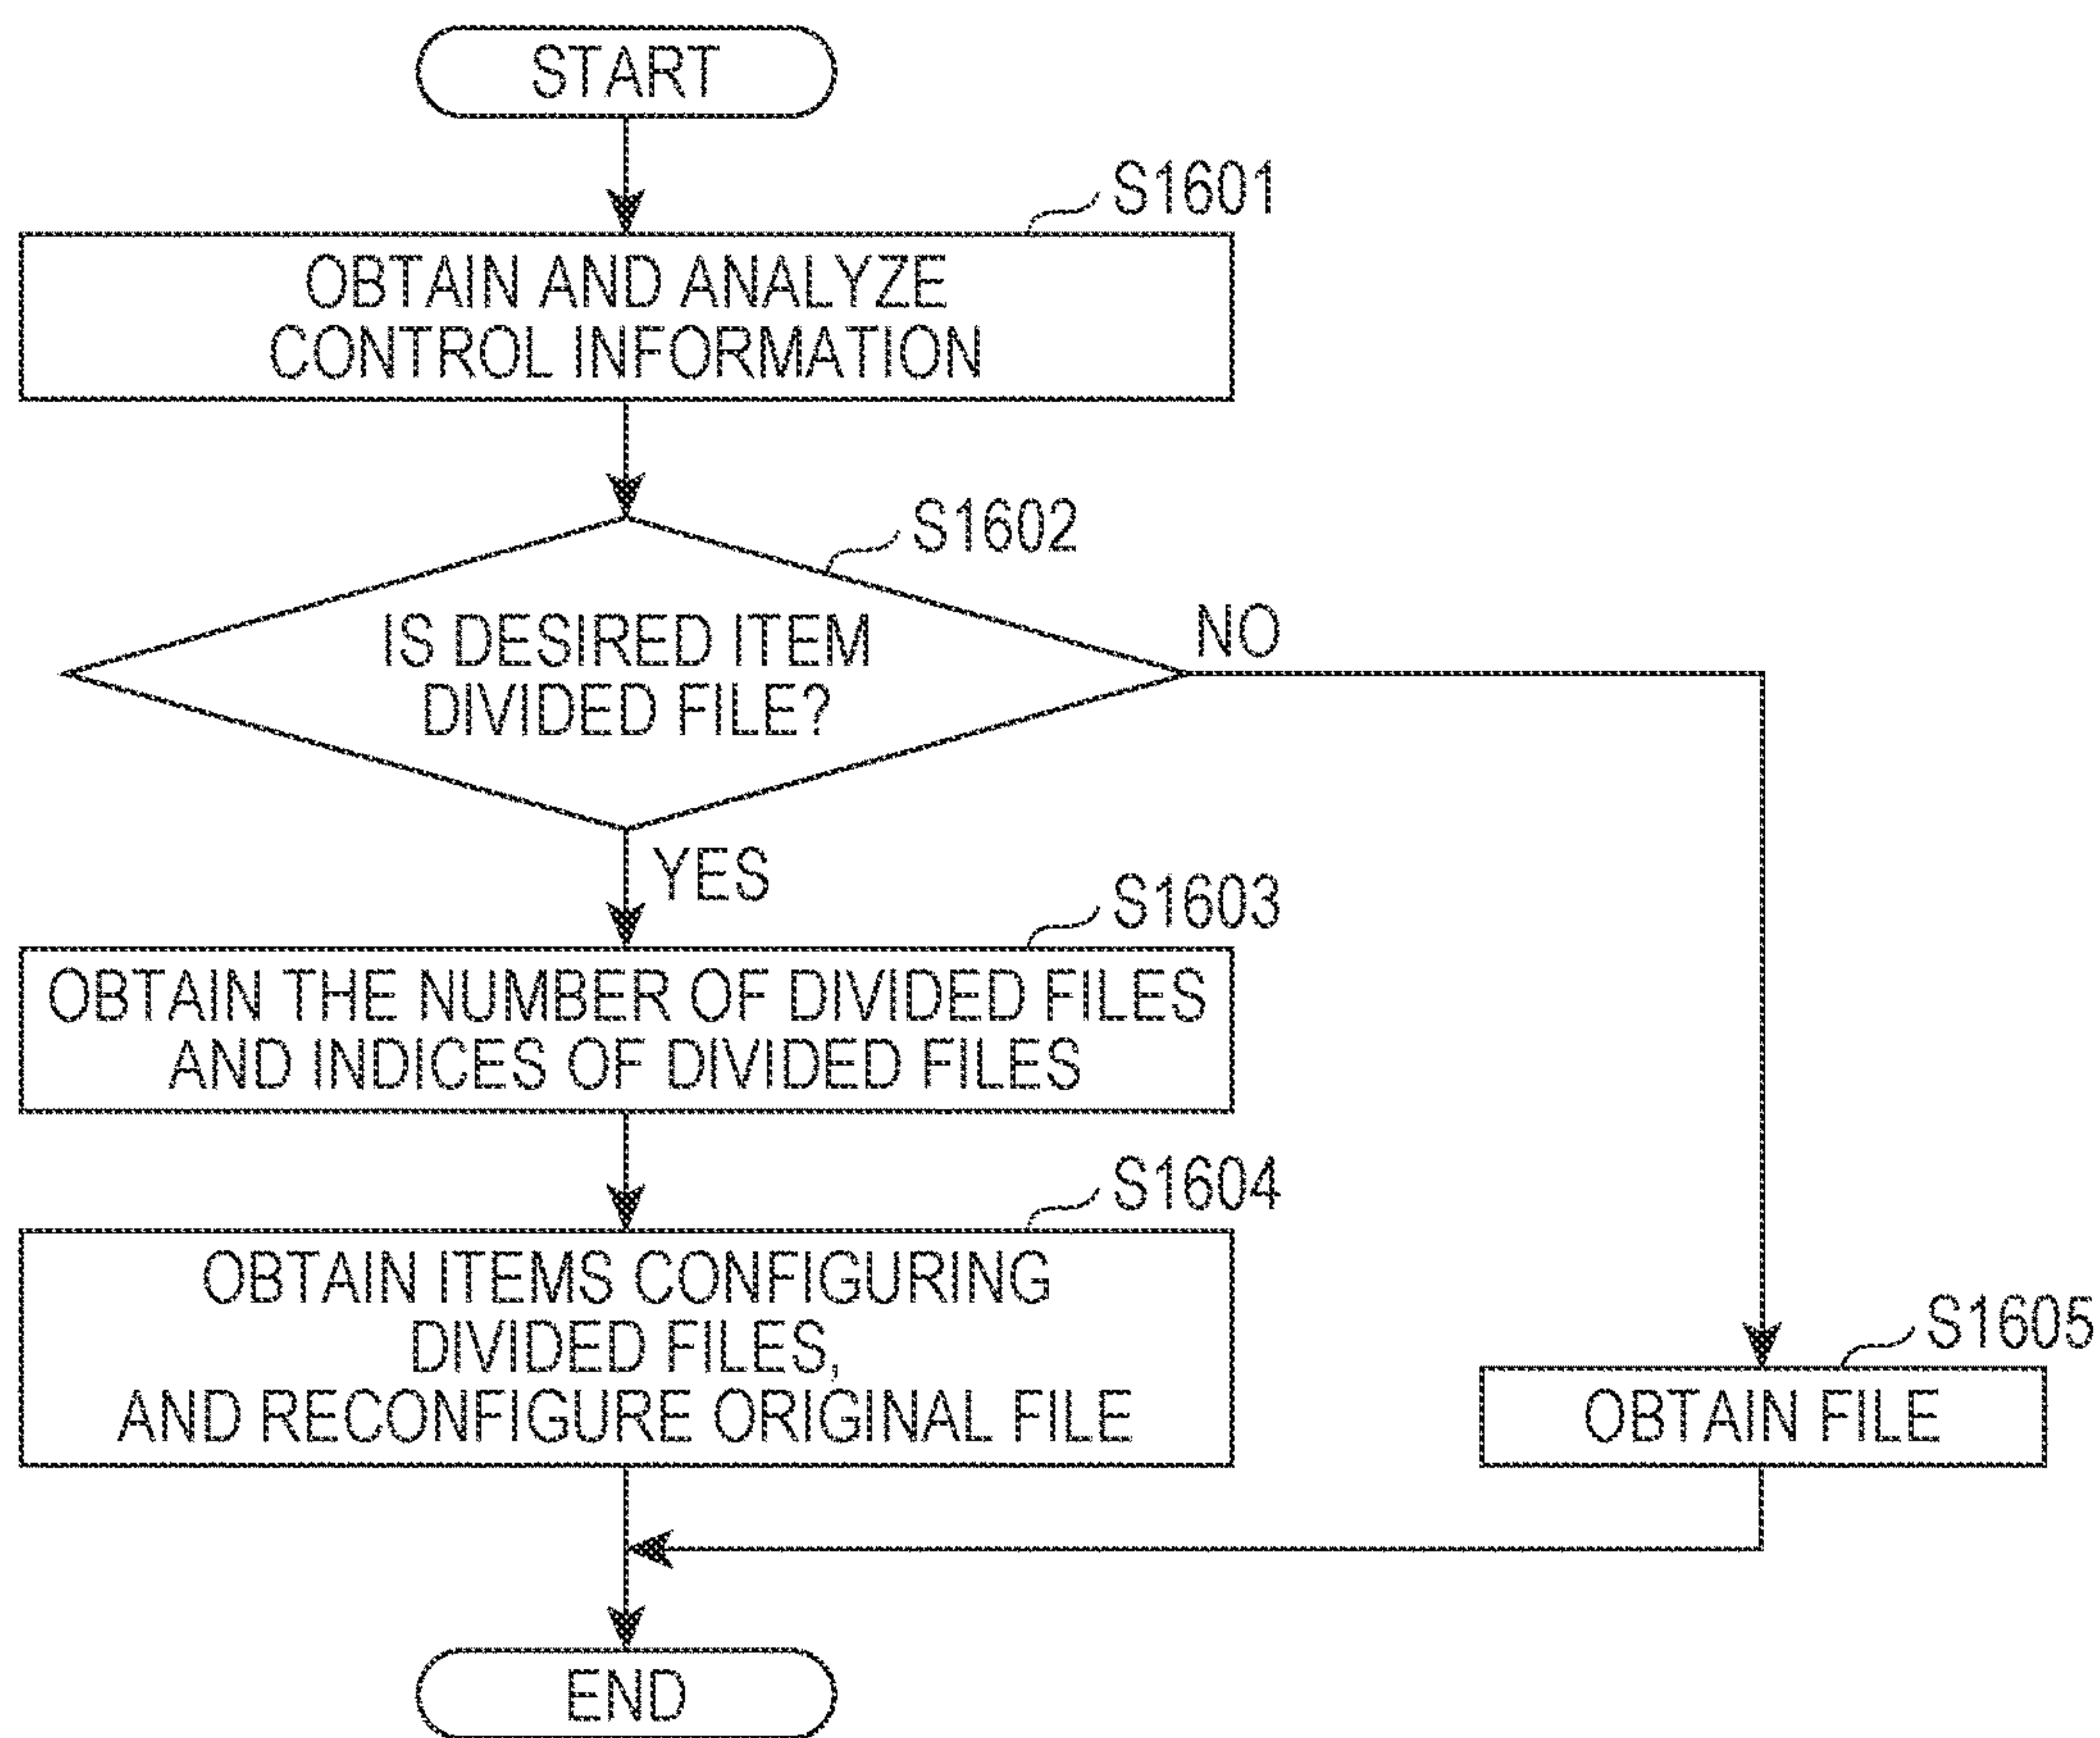 START
S1601
OBTAIN AND ANALYZE
CONTROL INFORMATION
S1602
IS DESIRED ITEM
DIVIDED FILE?
NO
YES
S1603
OBTAIN THE NUMBER OF DIVIDED FILES
AND INDICES OF DIVIDED FILES
S1604
OBTAIN ITEMS CONFIGURING
DIVIDED FILES,
AND RECONFIGURE ORIGINAL FILE
S1605
OBTAIN FILE
END